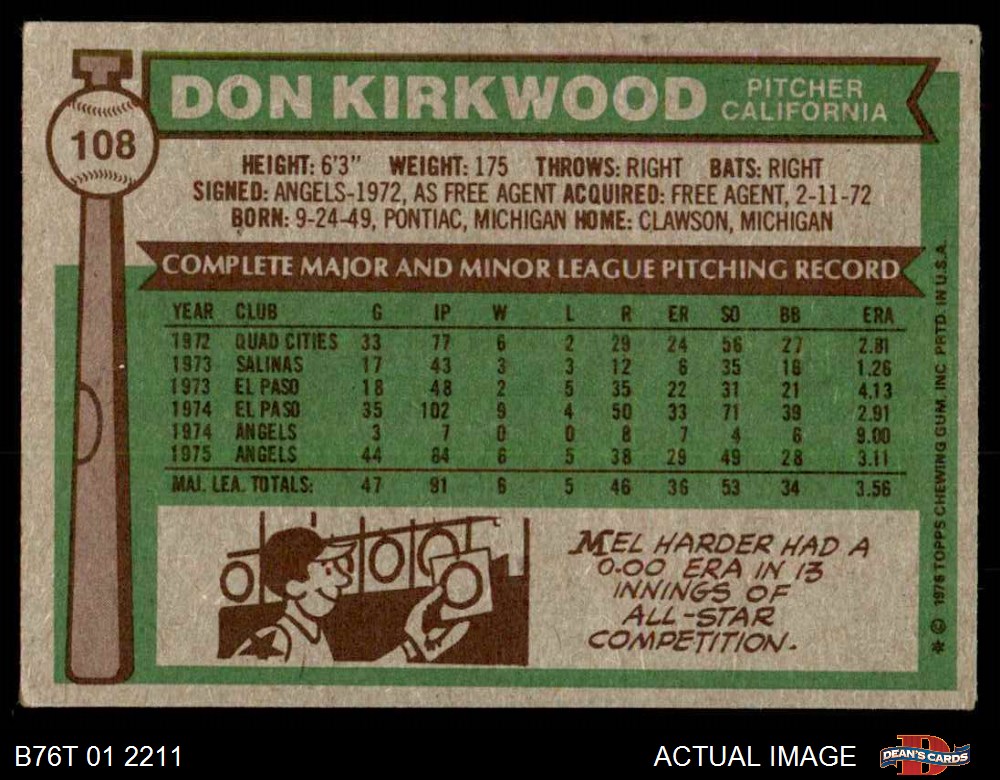 108
DON KIRKWOOD
PITCHER
CALIFORNIA
HEIGHT: 6'3" WEIGHT: 175 THROWS: RIGHT BATS: RIGHT
SIGNED: ANGELS-1972, AS FREE AGENT ACQUIRED: FREE AGENT, 2-11-72
BORN: 9-24-49, PONTIAC, MICHIGAN HOME: CLAWSON, MICHIGAN
COMPLETE MAJOR AND MINOR LEAGUE PITCHING RECORD
YEAR CLUB G IP W L R ER SO BB ERA
1972 QUAD CITIES 33 77 6 2 29 24 56 27 2.81
1973 SALINAS 17 43 3 3 12 6 35 18 1.26
1973 EL PASO 18 48 2 5 35 22 31 21 4.13
1974 EL PASO 35 102 9 4 50 33 71 39 2.91
1974 ANGELS 3 7 0 0 8 7 4 6 9.00
1975 ANGELS 44 84 6 5 38 29 49 28 3.11
MAJ. LEA. TOTALS: 47 91 6 5 46 36 53 34 3.56
MEL HARDER HAD A
0.00 ERA IN 13
INNINGS OF
ALL-STAR
COMPETITION.
* © 1976 TOPPS CHEWING GUM, INC. PRTD. IN U.S.A.
B76T 01 2211
ACTUAL IMAGE
DEAN'S CARDS